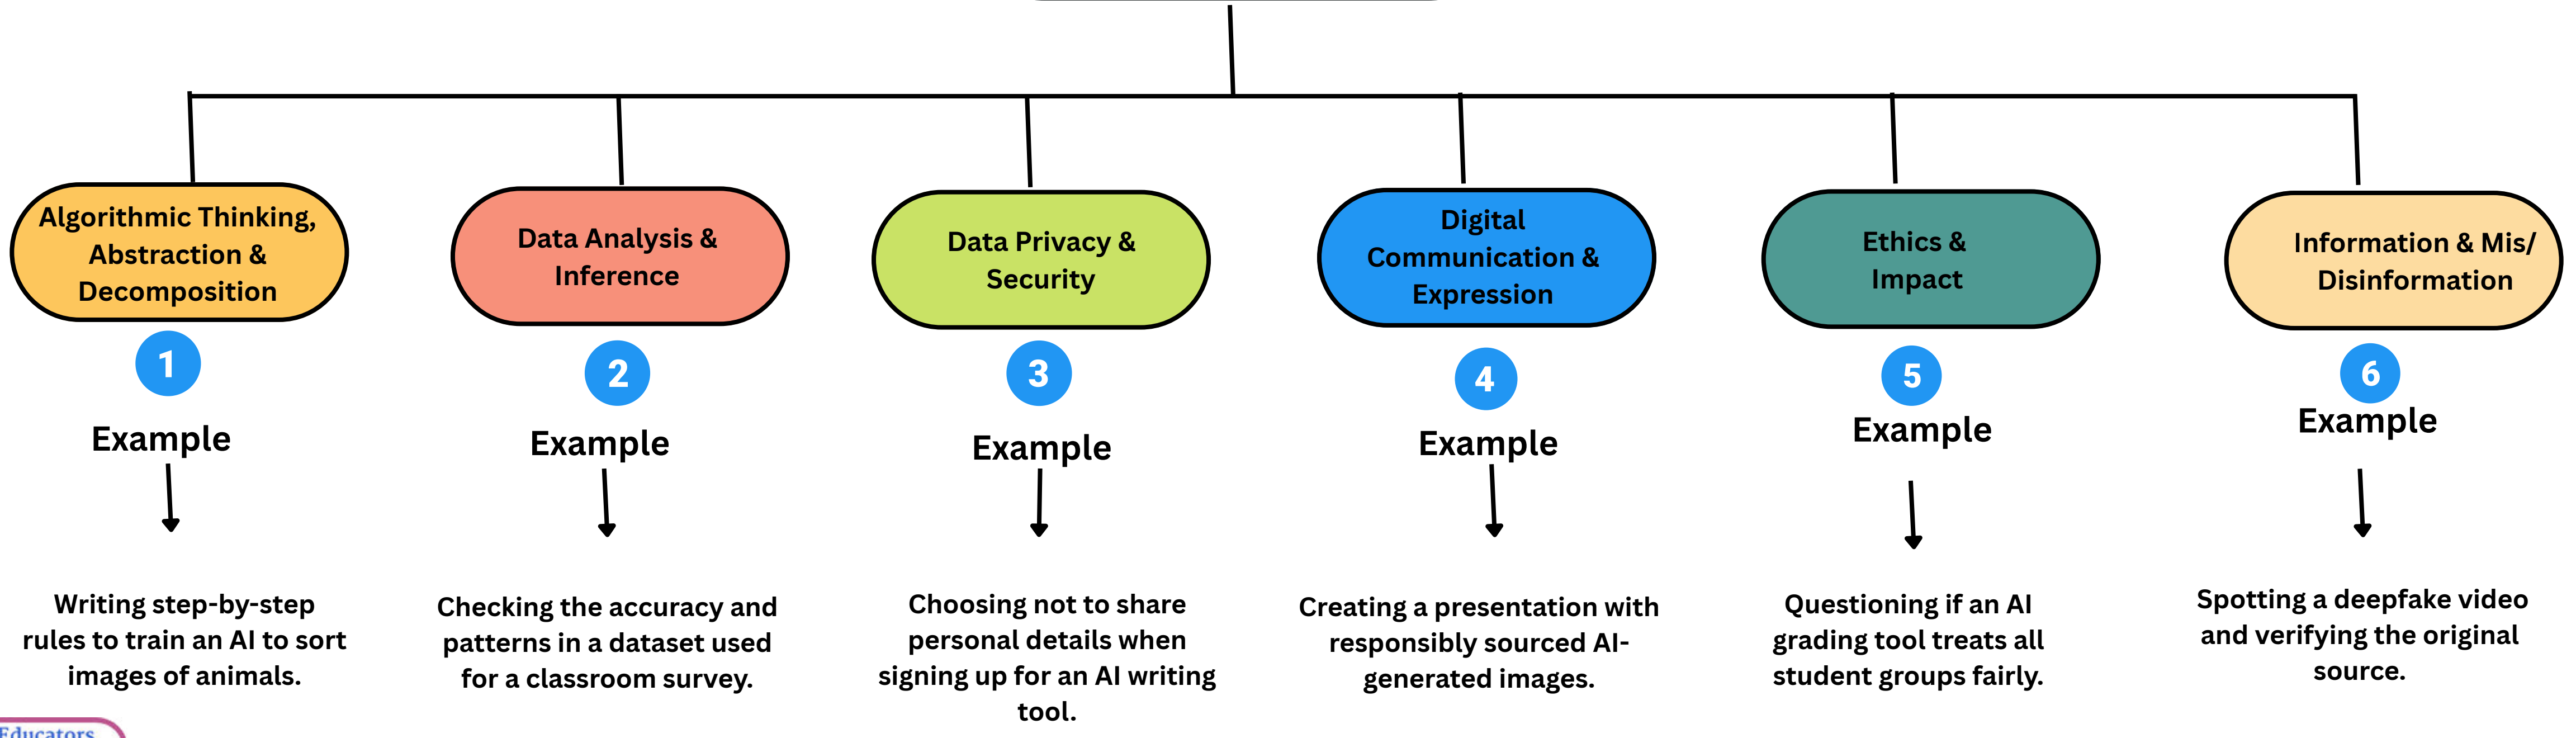 Algorithmic Thinking,
Abstraction &
Decomposition
1
Example
Writing step-by-step
rules to train an AI to sort
images of animals.
Data Analysis &
Inference
2
Example
Checking the accuracy and
patterns in a dataset used
for a classroom survey.
Data Privacy &
Security
3
Example
Choosing not to share
personal details when
signing up for an AI writing
tool.
Digital
Communication &
Expression
4
Example
Creating a presentation with
responsibly sourced AI-
generated images.
Ethics &
Impact
5
Example
Questioning if an AI
grading tool treats all
student groups fairly.
Information & Mis/
Disinformation
6
Example
Spotting a deepfake video
and verifying the original
source.
Educators